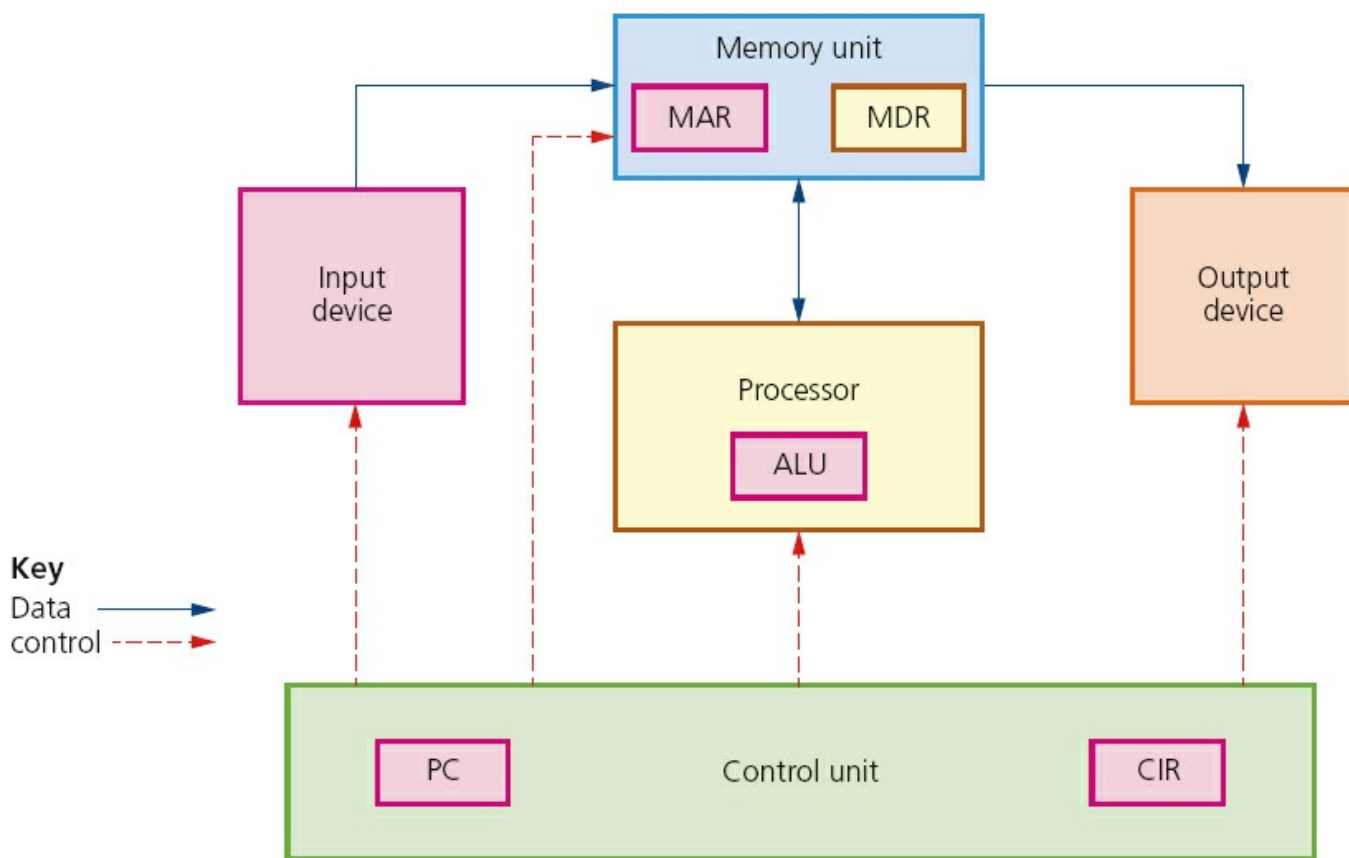 Memory unit
MAR
MDR
Input
device
Output
device
Processor
ALU
Key
Data
control
PC
Control unit
CIR